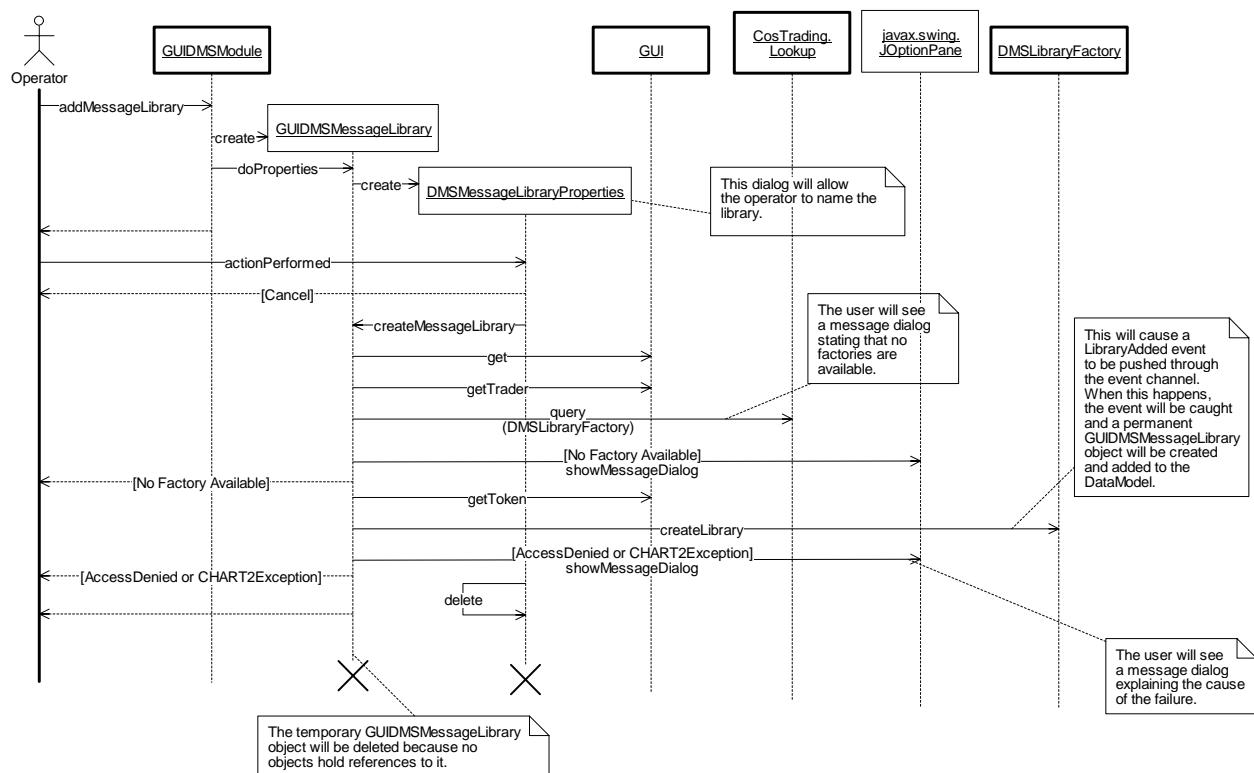 CosTrading.
Lookup
javax.swing.
JOptionPane
GUIDMSModule
GUI
DMSLibraryFactory
Operator
addMessageLibrary
GUIDMSMessageLibrary
create
doProperties
create
DMSMessageLibraryProperties
This dialog will allow
the operator to name the
library.
actionPerformed
[Cancel]
createMessageLibrary
The user will see
a message dialog
stating that no
factories are
available.
This will cause a
LibraryAdded event
to be pushed through
the event channel.
When this happens,
the event will be caught
and a permanent
GUIDMSMessageLibrary
object will be created
and added to the
DataModel.
get
getTrader
query
(DMSLibraryFactory)
[No Factory Available]
showMessageDialog
[No Factory Available]
getToken
createLibrary
[AccessDenied or CHART2Exception]
showMessageDialog
[AccessDenied or CHART2Exception]
delete
The user will see
a message dialog
explaining the cause
of the failure.
The temporary GUIDMSMessageLibrary
object will be deleted because no
objects hold references to it.